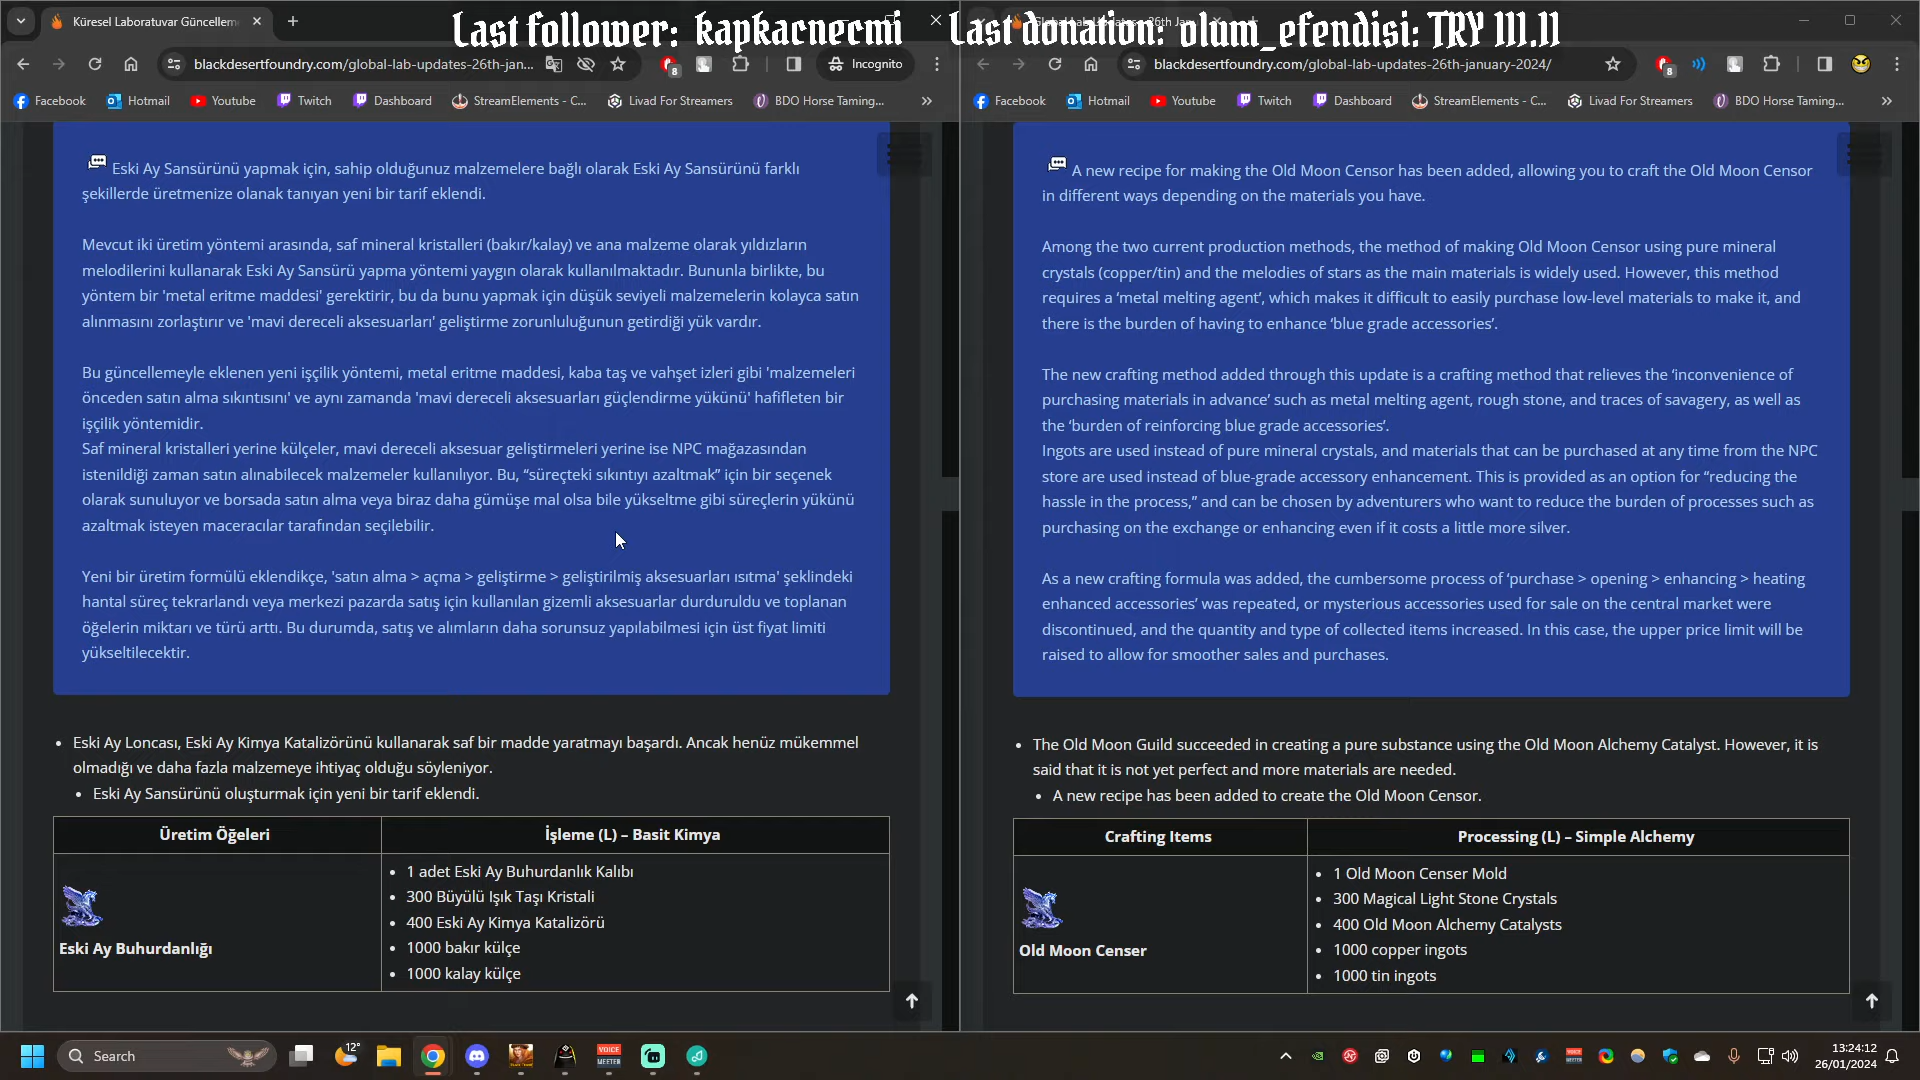 Last follower: kapkacnecmi
Last donation: olum_efendisi: TRY 111.11
Küresel Laboratuvar Güncellem
blackdesertfoundry.com/global-lab-updates-26th-jan...
8
Incognito
blackdesertfoundry.com/global-lab-updates-26th-january-2024/
8
Facebook
Hotmail
Youtube
Twitch
Dashboard
StreamElements - C...
Livad For Streamers
BDO Horse Taming...
Facebook
Hotmail
Youtube
Twitch
Dashboard
StreamElements - C...
Livad For Streamers
BDO Horse Taming...
Eski Ay Sansürünü yapmak için, sahip olduğunuz malzemelere bağlı olarak Eski Ay Sansürünü farklı
şekillerde üretmenize olanak tanıyan yeni bir tarif eklendi.
Mevcut iki üretim yöntemi arasında, saf mineral kristalleri (bakır/kalay) ve ana malzeme olarak yıldızların
melodilerini kullanarak Eski Ay Sansürü yapma yöntemi yaygın olarak kullanılmaktadır. Bununla birlikte, bu
yöntem bir 'metal eritme maddesi' gerektirir, bu da bunu yapmak için düşük seviyeli malzemelerin kolayca satın
alınmasını zorlaştırır ve 'mavi dereceli aksesuarları' geliştirme zorunluluğunun getirdiği yük vardır.
Bu güncellemeyle eklenen yeni işçilik yöntemi, metal eritme maddesi, kaba taş ve vahşet izleri gibi 'malzemeleri
önceden satın alma sıkıntısını' ve aynı zamanda 'mavi dereceli aksesuarları güçlendirme yükünü' hafifleten bir
işçilik yöntemidir.
Saf mineral kristalleri yerine külçeler, mavi dereceli aksesuar geliştirmeleri yerine ise NPC mağazasından
istenildiği zaman satın alınabilecek malzemeler kullanılıyor. Bu, “süreçteki sıkıntıyı azaltmak” için bir seçenek
olarak sunuluyor ve borsada satın alma veya biraz daha gümüşe mal olsa bile yükseltme gibi süreçlerin yükünü
azaltmak isteyen maceracılar tarafından seçilebilir.
Yeni bir üretim formülü eklendikçe, 'satın alma > açma > geliştirme > geliştirilmiş aksesuarları ısıtma' şeklindeki
hantal süreç tekrarlandı veya merkezi pazarda satış için kullanılan gizemli aksesuarlar durduruldu ve toplanan
öğelerin miktarı ve türü arttı. Bu durumda, satış ve alımların daha sorunsuz yapılabilmesi için üst fiyat limiti
yükseltilecektir.
Eski Ay Loncası, Eski Ay Kimya Katalizörünü kullanarak saf bir madde yaratmayı başardı. Ancak henüz mükemmel
olmadığı ve daha fazla malzemeye ihtiyaç olduğu söyleniyor.
Eski Ay Sansürünü oluşturmak için yeni bir tarif eklendi.
Üretim Öğeleri
İşleme (L) – Basit Kimya
Eski Ay Buhurdanlığı
1 adet Eski Ay Buhurdanlık Kalıbı
300 Büyülü Işık Taşı Kristali
400 Eski Ay Kimya Katalizörü
1000 bakır külçe
1000 kalay külçe
A new recipe for making the Old Moon Censor has been added, allowing you to craft the Old Moon Censor
in different ways depending on the materials you have.
Among the two current production methods, the method of making Old Moon Censor using pure mineral
crystals (copper/tin) and the melodies of stars as the main materials is widely used. However, this method
requires a ‘metal melting agent’, which makes it difficult to easily purchase low-level materials to make it, and
there is the burden of having to enhance ‘blue grade accessories’.
The new crafting method added through this update is a crafting method that relieves the ‘inconvenience of
purchasing materials in advance’ such as metal melting agent, rough stone, and traces of savagery, as well as
the ‘burden of reinforcing blue grade accessories’.
Ingots are used instead of pure mineral crystals, and materials that can be purchased at any time from the NPC
store are used instead of blue-grade accessory enhancement. This is provided as an option for “reducing the
hassle in the process,” and can be chosen by adventurers who want to reduce the burden of processes such as
purchasing on the exchange or enhancing even if it costs a little more silver.
As a new crafting formula was added, the cumbersome process of ‘purchase > opening > enhancing > heating
enhanced accessories’ was repeated, or mysterious accessories used for sale on the central market were
discontinued, and the quantity and type of collected items increased. In this case, the upper price limit will be
raised to allow for smoother sales and purchases.
The Old Moon Guild succeeded in creating a pure substance using the Old Moon Alchemy Catalyst. However, it is
said that it is not yet perfect and more materials are needed.
A new recipe has been added to create the Old Moon Censor.
Crafting Items
Processing (L) – Simple Alchemy
Old Moon Censer
1 Old Moon Censer Mold
300 Magical Light Stone Crystals
400 Old Moon Alchemy Catalysts
1000 copper ingots
1000 tin ingots
Search
12°
VOICE
MEETER
13:24:12
26/01/2024